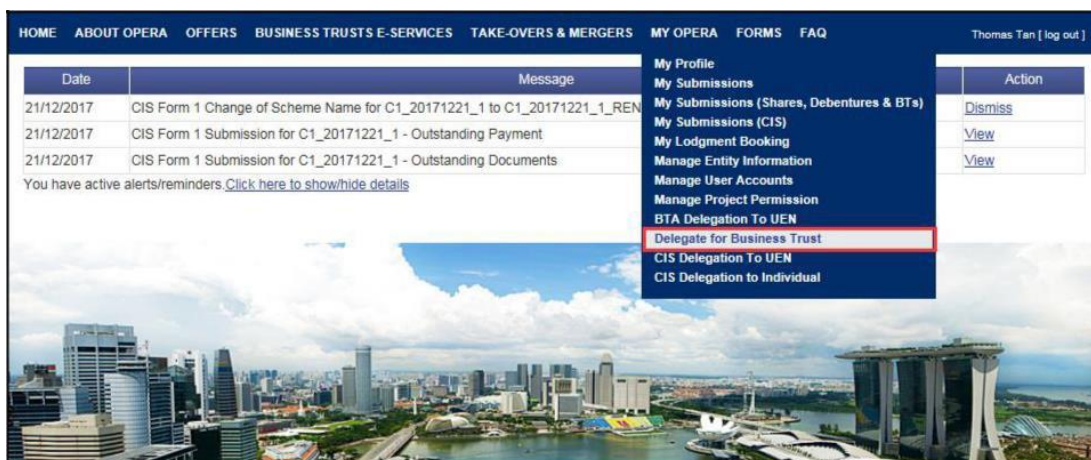 HOME ABOUT OPERA OFFERS BUSINESS TRUSTS E-SERVICES TAKE-OVERS & MERGERS MY OPERA FORMS FAQ Thomas Tan [ log out ]
Date Message Action
21/12/2017 CIS Form 1 Change of Scheme Name for C1_20171221_1 to C1_20171221_1_REN Dismiss
21/12/2017 CIS Form 1 Submission for C1_20171221_1 - Outstanding Payment View
21/12/2017 CIS Form 1 Submission for C1_20171221_1 - Outstanding Documents View
You have active alerts/reminders.Click here to show/hide details
My Profile
My Submissions
My Submissions (Shares, Debentures & BTs)
My Submissions (CIS)
My Lodgment Booking
Manage Entity Information
Manage User Accounts
Manage Project Permission
BTA Delegation To UEN
Delegate for Business Trust
CIS Delegation To UEN
CIS Delegation to Individual